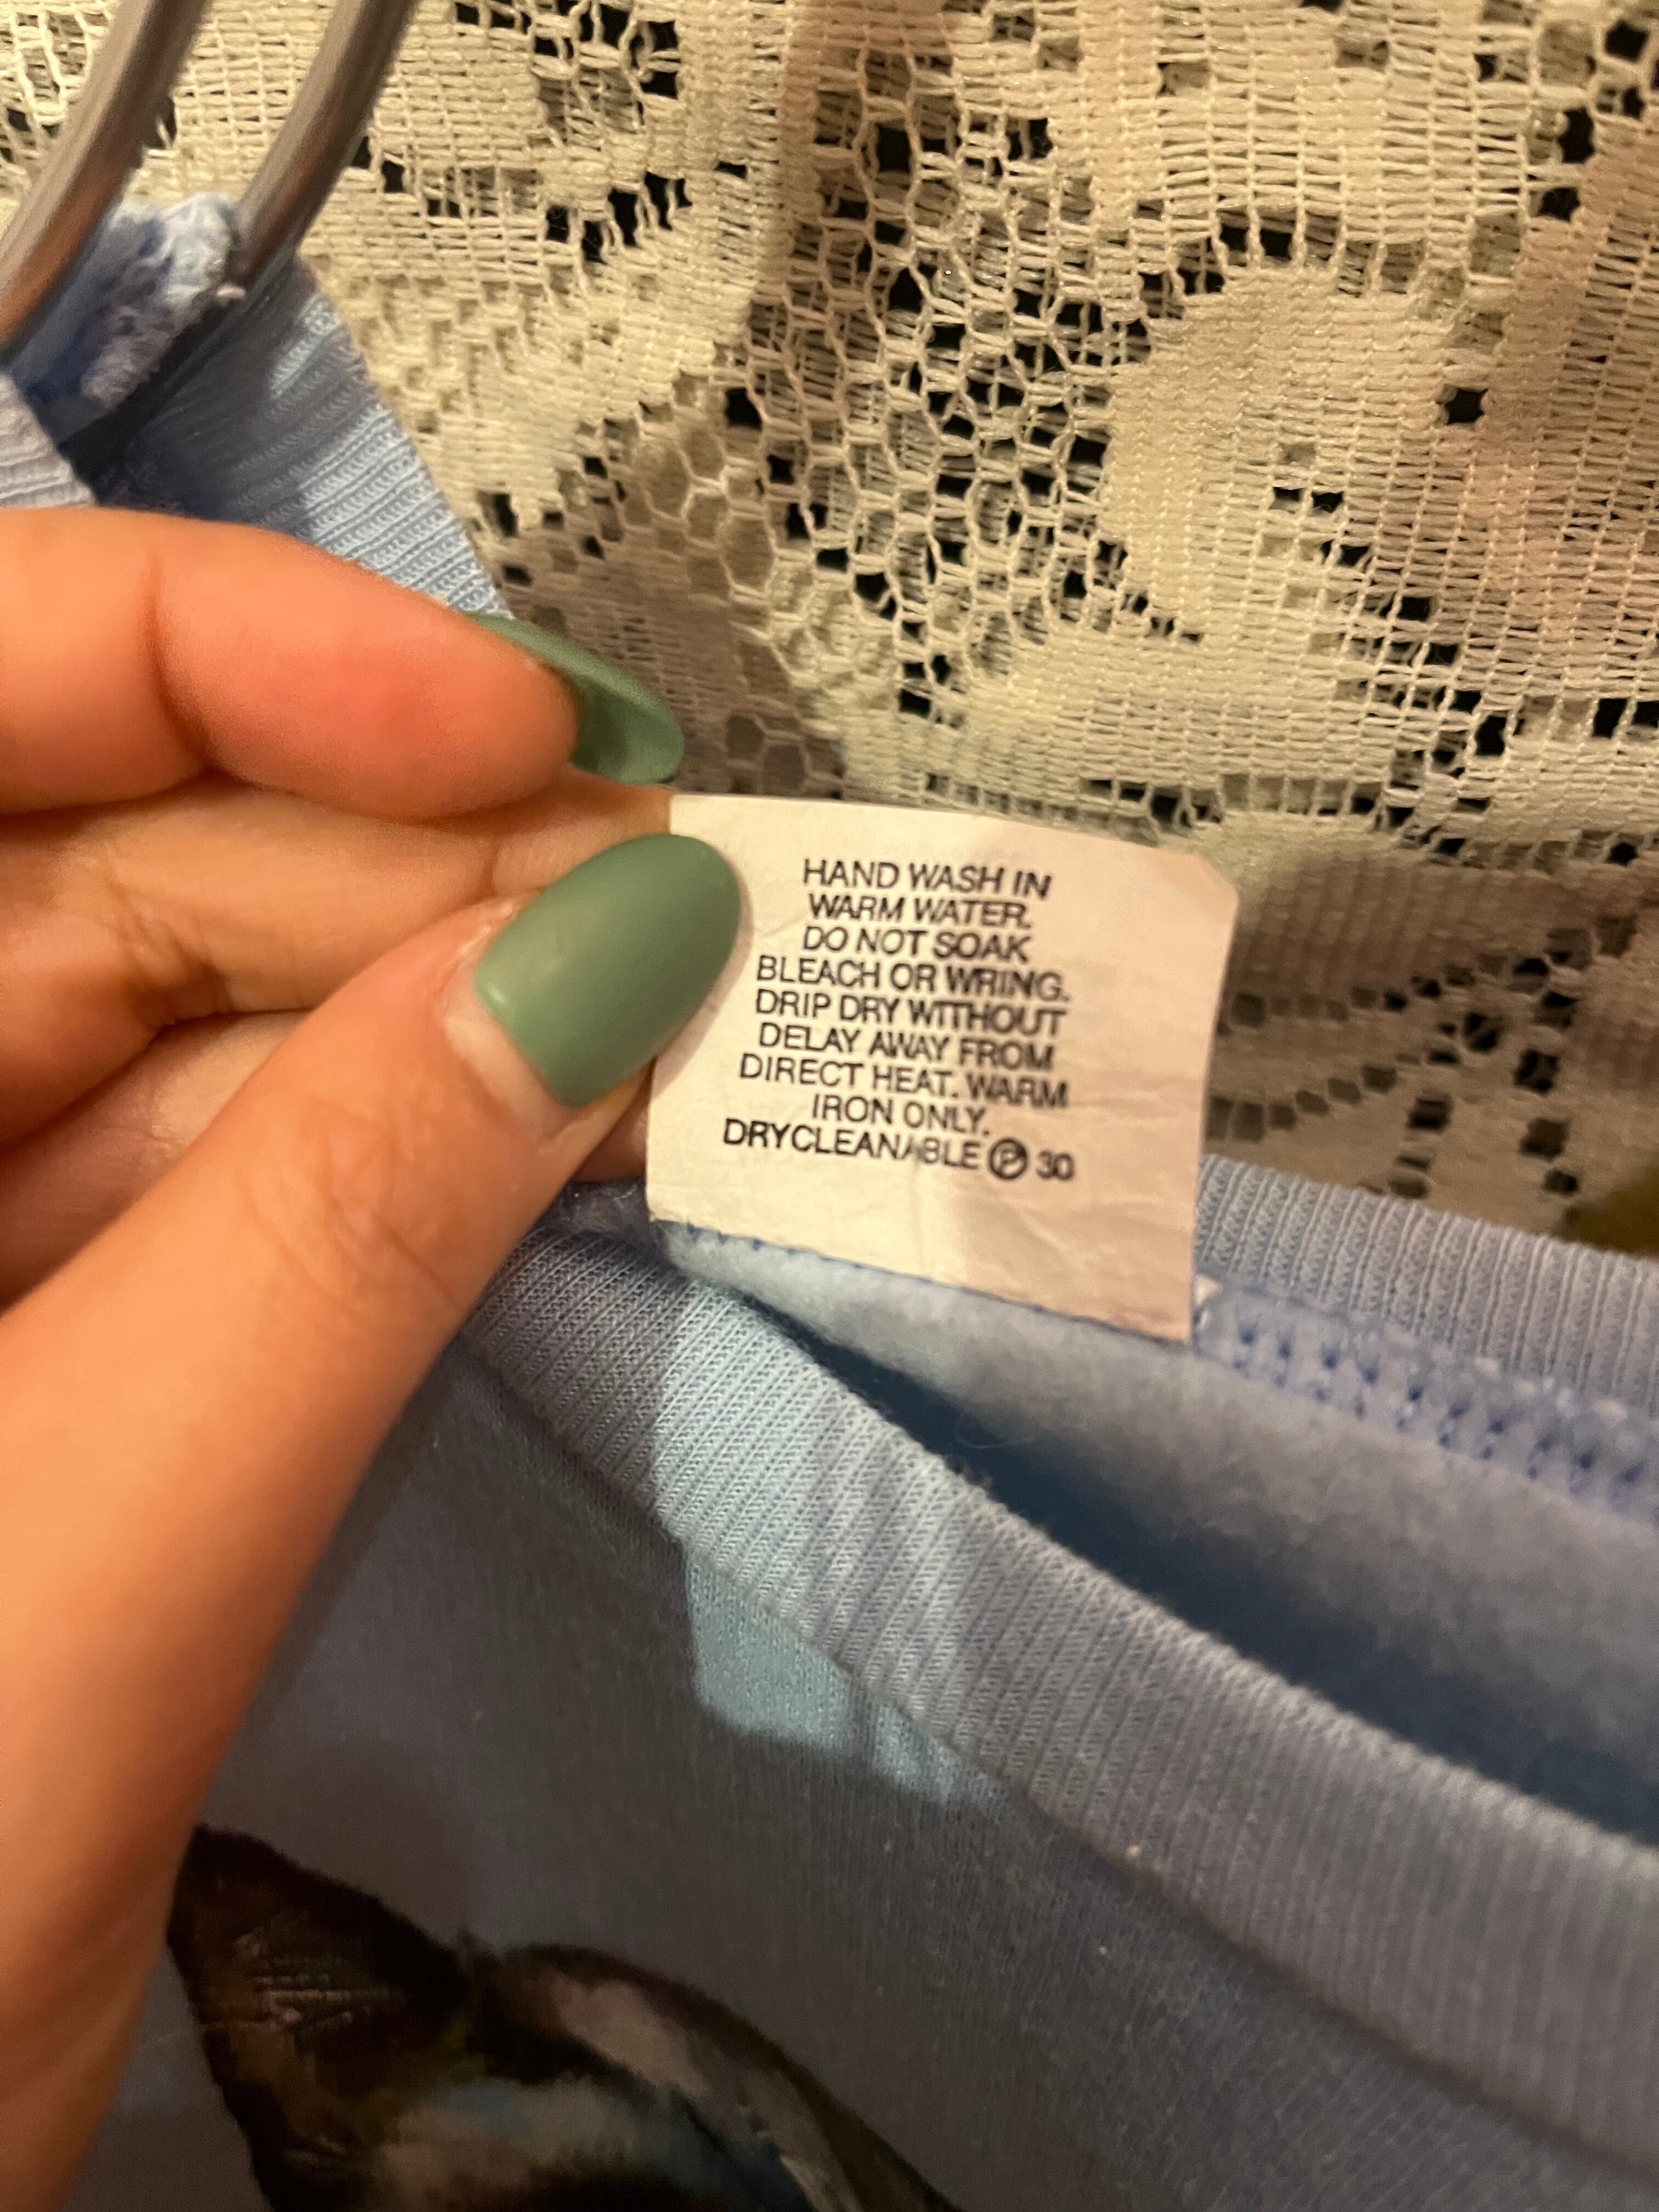 HAND WASH IN
WARM WATER.
DO NOT SOAK
BLEACH OR WRING.
DRIP DRY WITHOUT
DELAY AWAY FROM
DIRECT HEAT. WARM
IRON ONLY.
DRYCLEANABLE Ⓟ 30